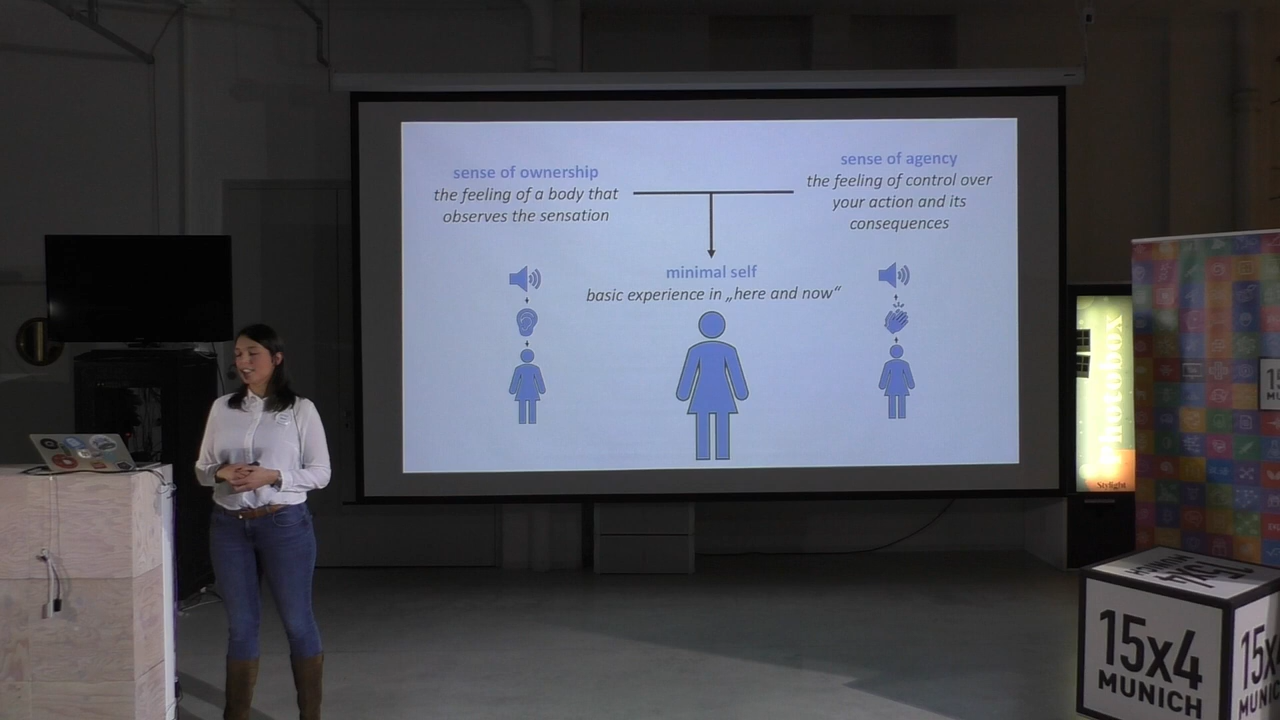 sense of ownership
the feeling of a body that
observes the sensation
sense of agency
the feeling of control over
your action and its
consequences
minimal self
basic experience in „here and now“
photobox
Stylight
15x4
MUNICH
15x4
MUNICH